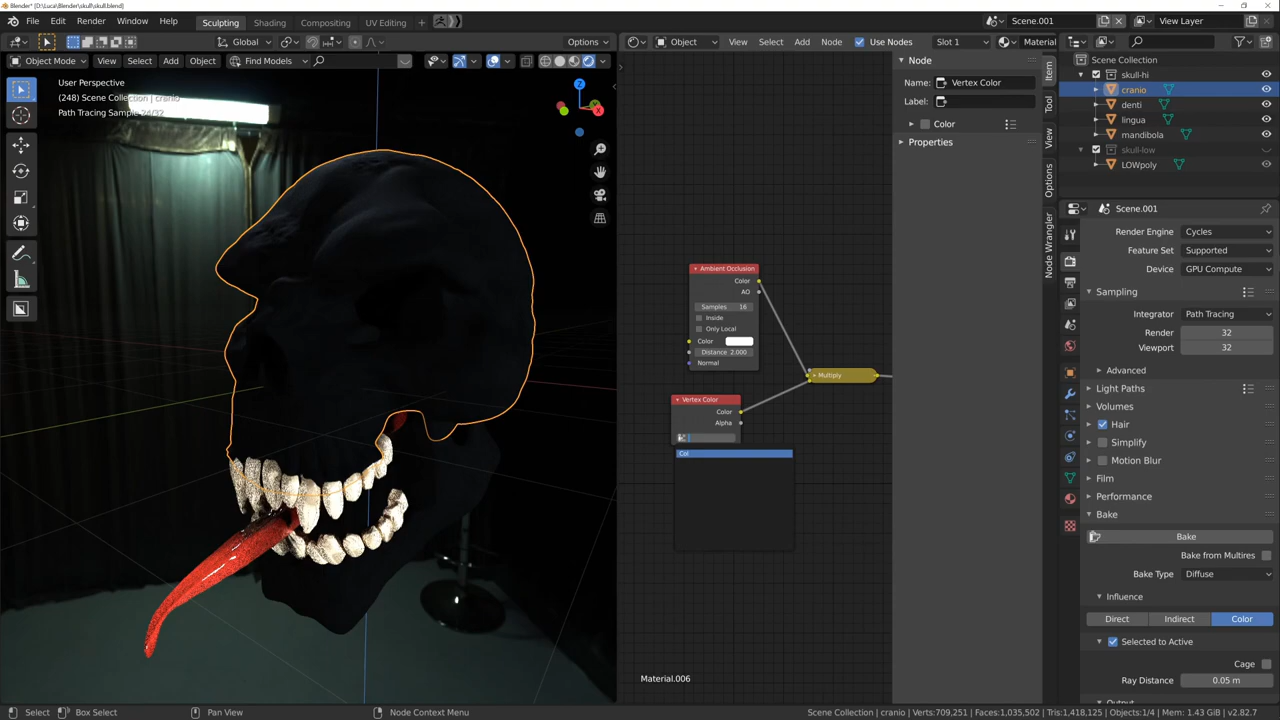 Blender* [D:\Luca\Blender\skull\skull.blend]
File Edit Render Window Help Sculpting Shading Compositing UV Editing + Scene.001 View Layer
Global Options Object View Select Add Node Use Nodes Slot 1 Material
Object Mode View Select Add Object Find Models
User Perspective
(248) Scene Collection | cranio
Path Tracing Sample 24/32
Z
X
Node
Name: Vertex Color
Label:
Color
Properties
Item
Tool
View
Options
Node Wrangler
Ambient Occlusion
Color
AO
Samples 16
Inside
Only Local
Color
Distance 2.000
Normal
Multiply
Vertex Color
Color
Alpha
Col
Material.006
Scene Collection
skull-hi
cranio
denti
lingua
mandibola
skull-low
LOWpoly
Scene.001
Render Engine Cycles
Feature Set Supported
Device GPU Compute
Sampling
Integrator Path Tracing
Render 32
Viewport 32
Advanced
Light Paths
Volumes
Hair
Simplify
Motion Blur
Film
Performance
Bake
Bake
Bake from Multires
Bake Type Diffuse
Influence
Direct Indirect Color
Selected to Active
Cage
Ray Distance 0.05 m
Output
Select Box Select Pan View Node Context Menu Scene Collection | cranio | Verts:709,251 | Faces:1,035,502 | Tris:1,418,125 | Objects:1/4 | Mem: 1.43 GiB | v2.82.7